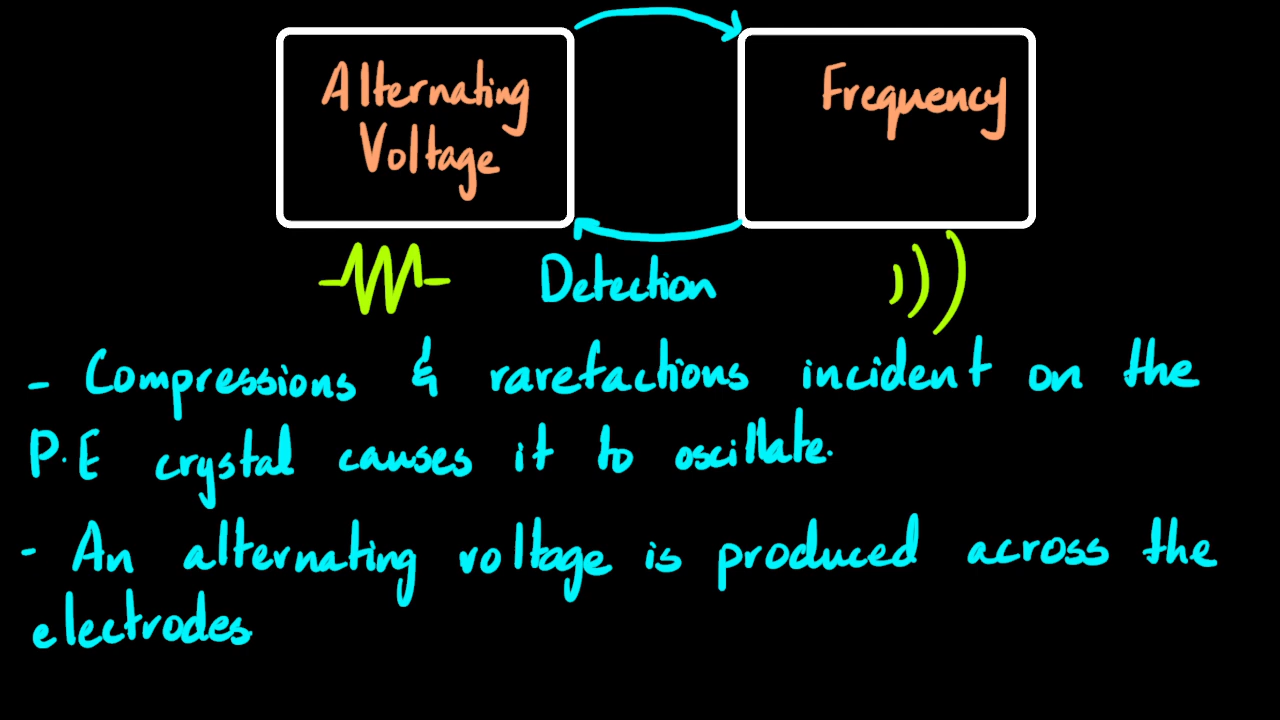 Alternating
Voltage
Frequency
Detection
- Compressions & rarefactions incident on the
P.E crystal causes it to oscillate.
- An alternating voltage is produced across the
electrodes